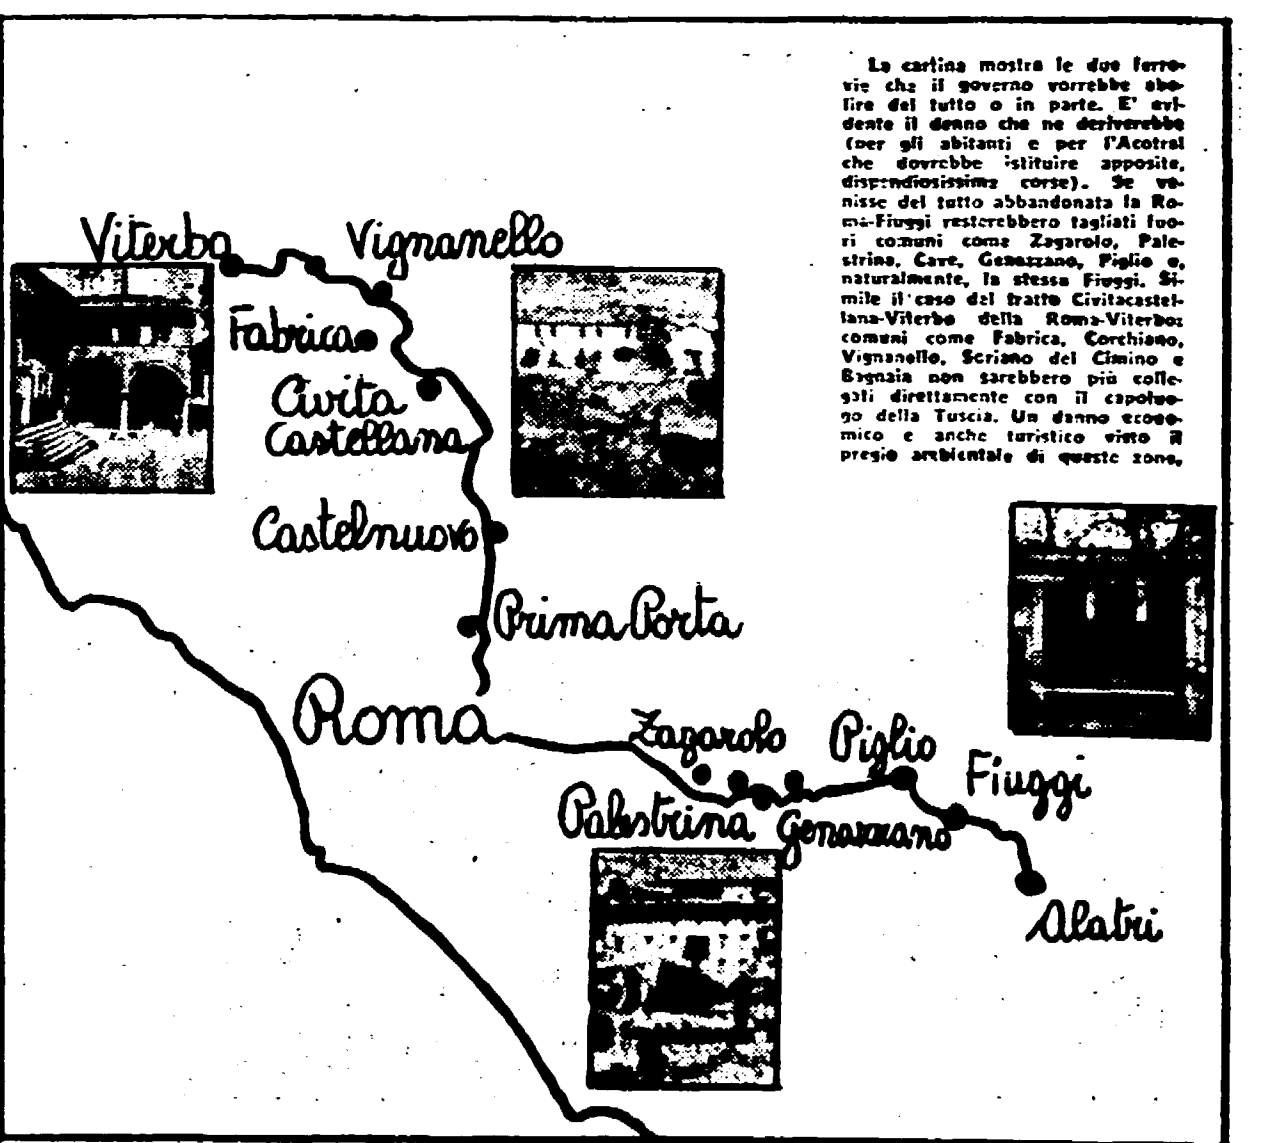 La cartina mostra le due ferro-
vie che il governo vorrebbe abo-
lire del tutto o in parte. E' evi-
dente il danno che ne deriverebbe
(per gli abitanti e per l'Acotral
che dovrebbe istituire apposite,
dispendiosissime corse). Se ve-
nisse del tutto abbandonata la Ro-
ma-Fiuggi resterebbero tagliati fuo-
ri comuni come Zagarolo, Pale-
strina, Cave, Genazzano, Piglio e,
naturalmente, la stessa Fiuggi. Si-
mile il caso del tratto Civitacastel-
lana-Viterbo della Roma-Viterbo:
comuni come Fabrica, Corchiano,
Vignanello, Soriano del Cimino e
Bagnaia non sarebbero più colle-
gati direttamente con il capoluo-
go della Tuscia. Un danno econo-
mico e anche turistico visto il
pregio ambientale di queste zone.
Viterbo
Vignanello
Fabrica
Civita
Castellana
Castelnuovo
Prima Porta
Roma
Zagarolo
Piglio
Fiuggi
Palestrina
Genazzano
Alatri